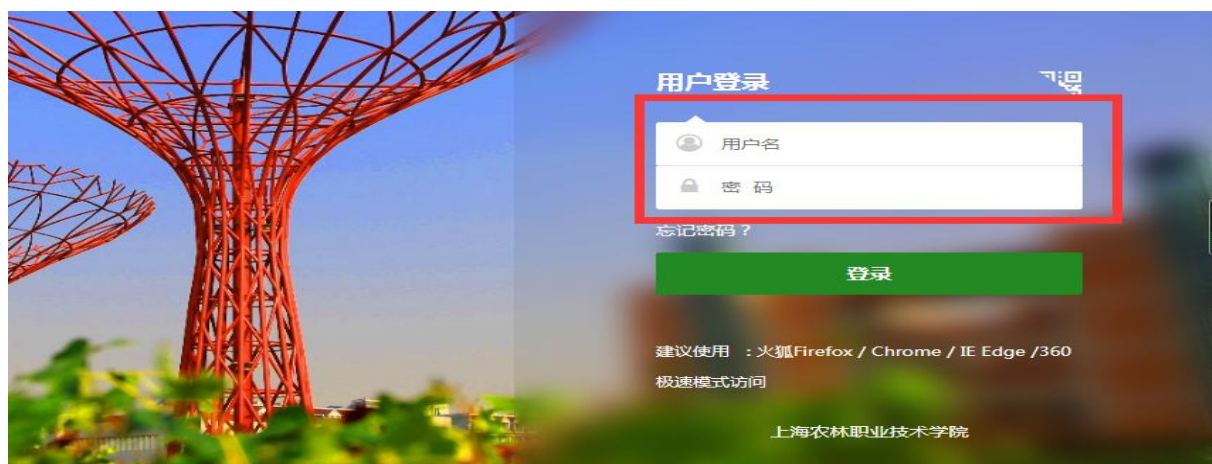 用户登录
用户名
密 码
忘记密码？
登录
建议使用 ：火狐Firefox / Chrome / IE Edge /360
极速模式访问
上海农林职业技术学院